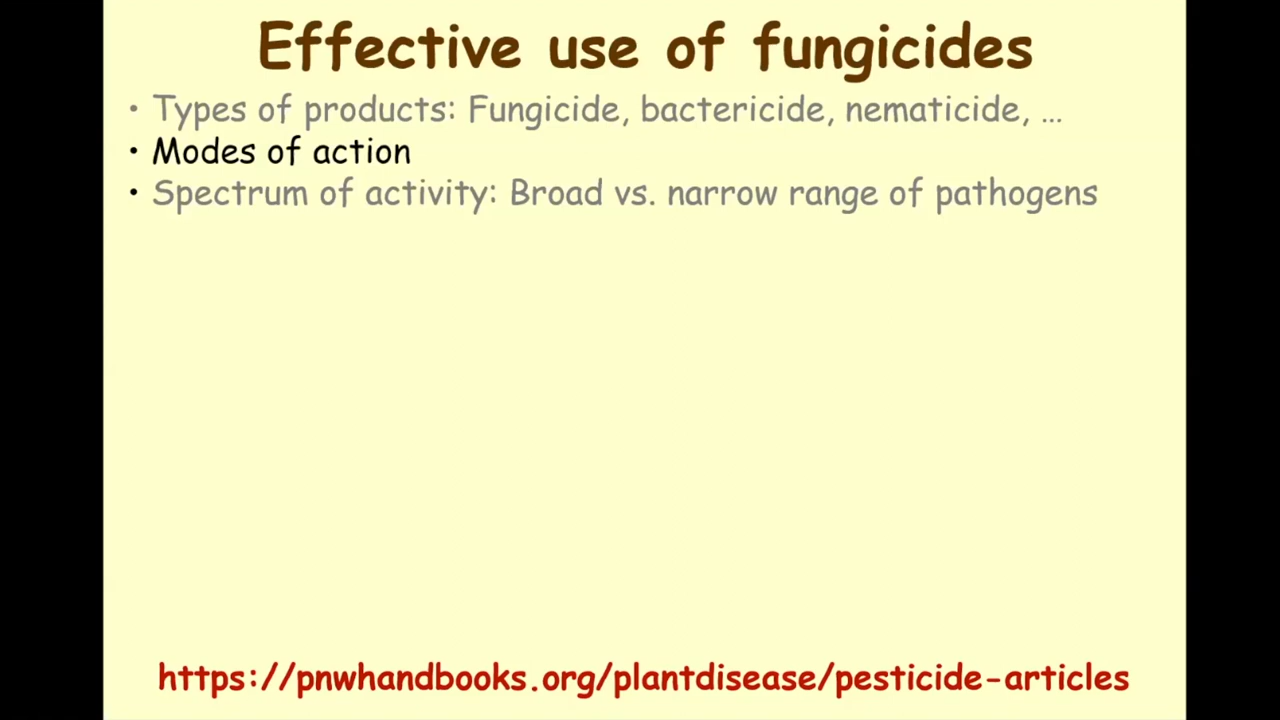 Effective use of fungicides
• Types of products: Fungicide, bactericide, nematicide, …
• Modes of action
• Spectrum of activity: Broad vs. narrow range of pathogens
https://pnwhandbooks.org/plantdisease/pesticide-articles